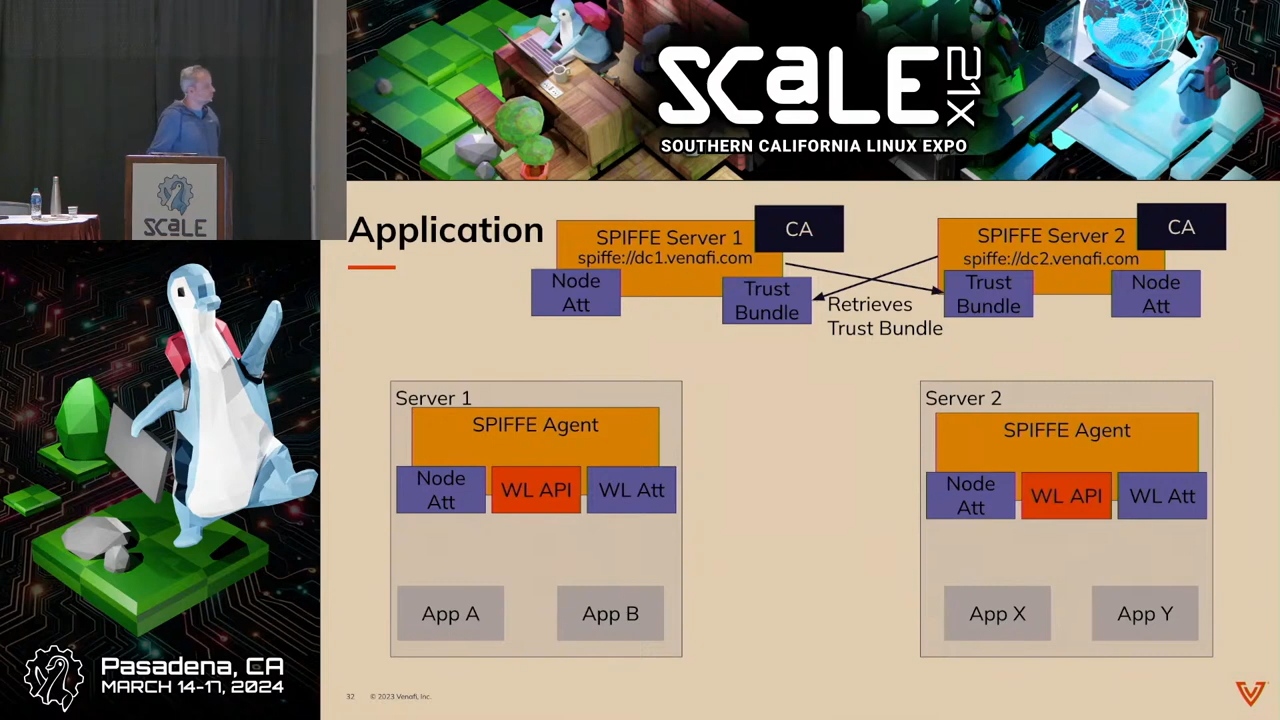 SCaLE 21x
SOUTHERN CALIFORNIA LINUX EXPO
SCaLE
Application
SPIFFE Server 1
spiffe://dc1.venafi.com
CA
Node
Att
Trust
Bundle
Retrieves
Trust Bundle
SPIFFE Server 2
spiffe://dc2.venafi.com
CA
Trust
Bundle
Node
Att
Server 1
SPIFFE Agent
Node
Att
WL API
WL Att
App A
App B
Server 2
SPIFFE Agent
Node
Att
WL API
WL Att
App X
App Y
Pasadena, CA
MARCH 14-17, 2024
32
© 2023 Venafi, Inc.